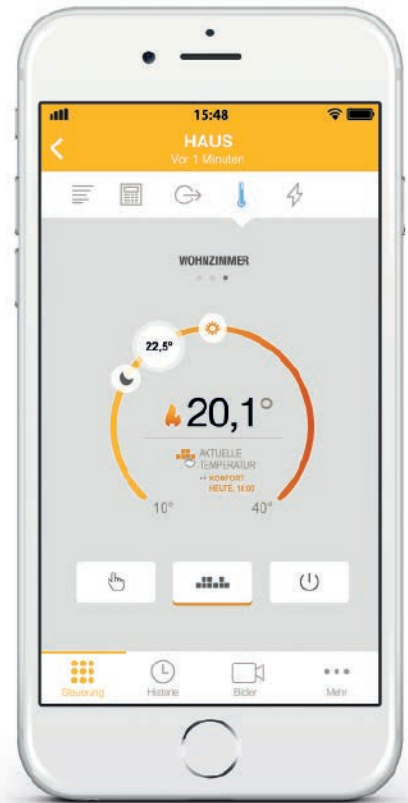 15:48
HAUS
Vor 1 Minuten
WOHNZIMMER
22,5°
20,1°
AKTUELLE
TEMPERATUR
KOMFORT
HEUTE, 18:00
10° 40°
Steuerung Historie Bilder Mehr